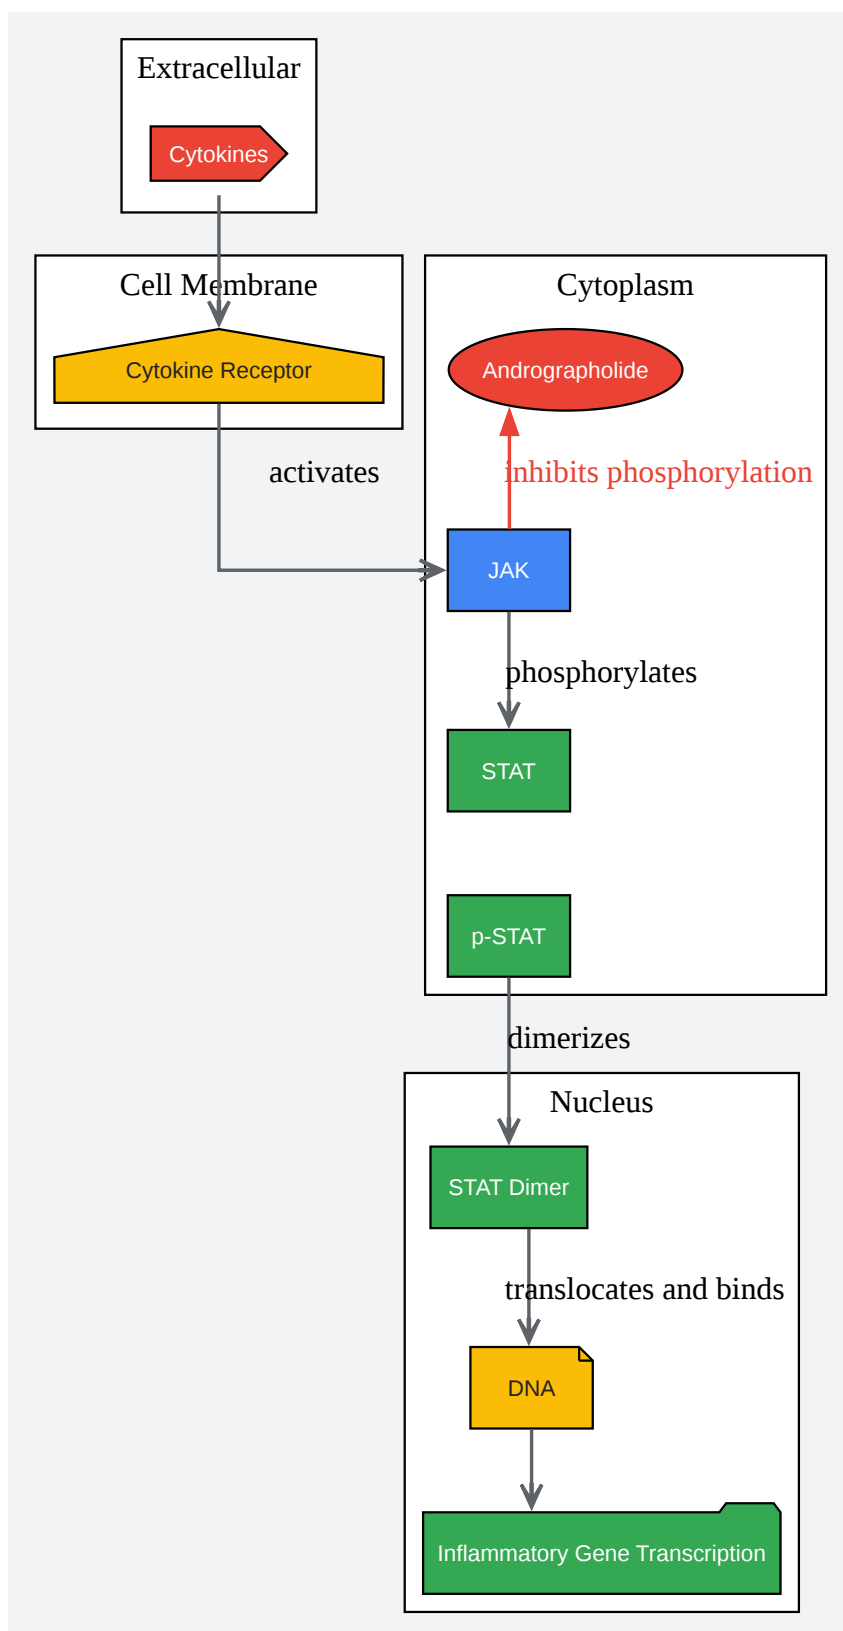 Extracellular
Cytokines
Cell Membrane
Cytokine Receptor
activates
Cytoplasm
Andrographolide
inhibits phosphorylation
JAK
phosphorylates
STAT
p-STAT
dimerizes
Nucleus
STAT Dimer
translocates and binds
DNA
Inflammatory Gene Transcription